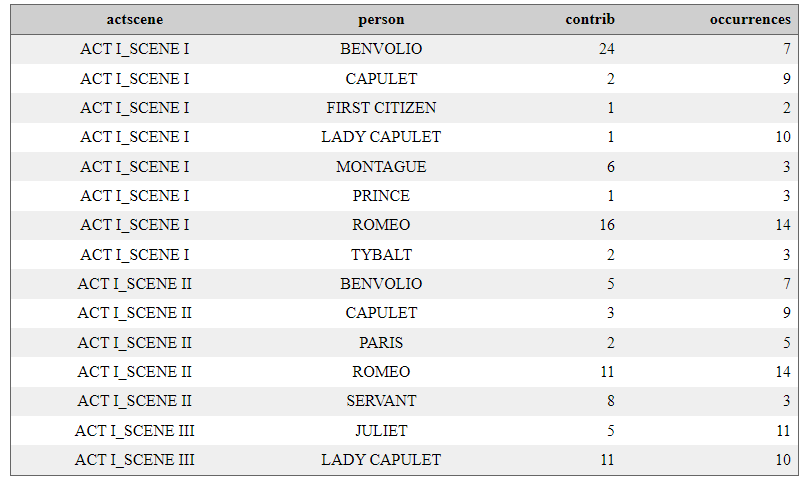 actscene person contrib occurrences
ACT I_SCENE I BENVOLIO 24 7
ACT I_SCENE I CAPULET 2 9
ACT I_SCENE I FIRST CITIZEN 1 2
ACT I_SCENE I LADY CAPULET 1 10
ACT I_SCENE I MONTAGUE 6 3
ACT I_SCENE I PRINCE 1 3
ACT I_SCENE I ROMEO 16 14
ACT I_SCENE I TYBALT 2 3
ACT I_SCENE II BENVOLIO 5 7
ACT I_SCENE II CAPULET 3 9
ACT I_SCENE II PARIS 2 5
ACT I_SCENE II ROMEO 11 14
ACT I_SCENE II SERVANT 8 3
ACT I_SCENE III JULIET 5 11
ACT I_SCENE III LADY CAPULET 11 10